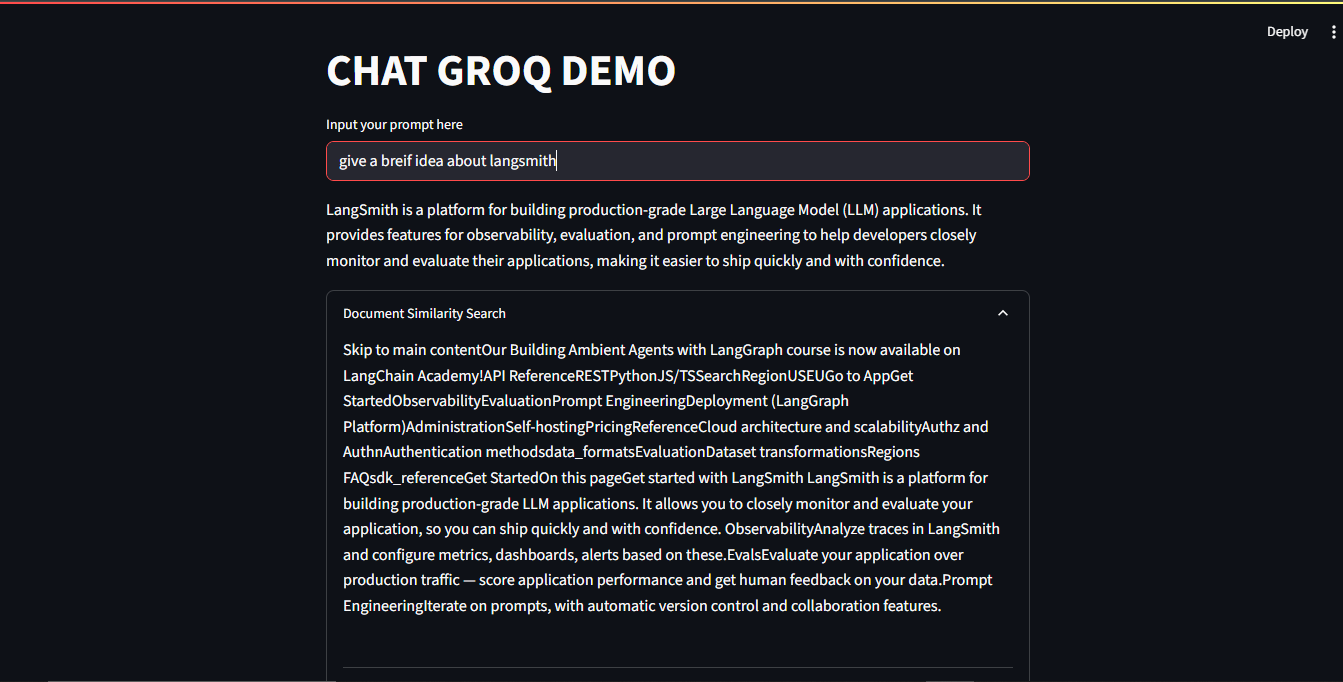 Deploy
CHAT GROQ DEMO
Input your prompt here
give a breif idea about langsmith
LangSmith is a platform for building production-grade Large Language Model (LLM) applications. It
provides features for observability, evaluation, and prompt engineering to help developers closely
monitor and evaluate their applications, making it easier to ship quickly and with confidence.
Document Similarity Search
Skip to main contentOur Building Ambient Agents with LangGraph course is now available on
LangChain Academy!API ReferenceRESTPythonJS/TSSearchRegionUSEUGo to AppGet
StartedObservabilityEvaluationPrompt EngineeringDeployment (LangGraph
Platform)AdministrationSelf-hostingPricingReferenceCloud architecture and scalabilityAuthz and
AuthnAuthentication methodsdata_formatsEvaluationDataset transformationsRegions
FAQsdk_referenceGet StartedOn this pageGet started with LangSmith LangSmith is a platform for
building production-grade LLM applications. It allows you to closely monitor and evaluate your
application, so you can ship quickly and with confidence. ObservabilityAnalyze traces in LangSmith
and configure metrics, dashboards, alerts based on these.EvalsEvaluate your application over
production traffic — score application performance and get human feedback on your data.Prompt
EngineeringIterate on prompts, with automatic version control and collaboration features.